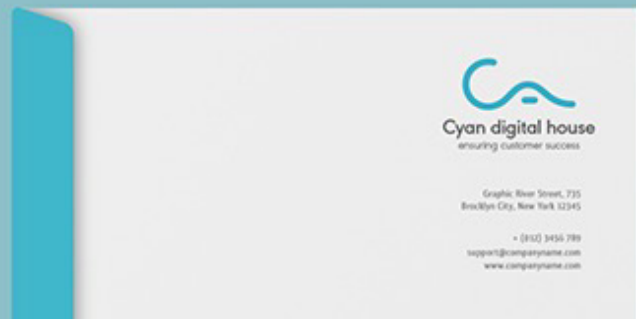 Cyan digital house
ensuring customer success
Graphic River Street, 735
Brooklyn City, New York 12345
+ (012) 3456 789
support@companyname.com
www.companyname.com